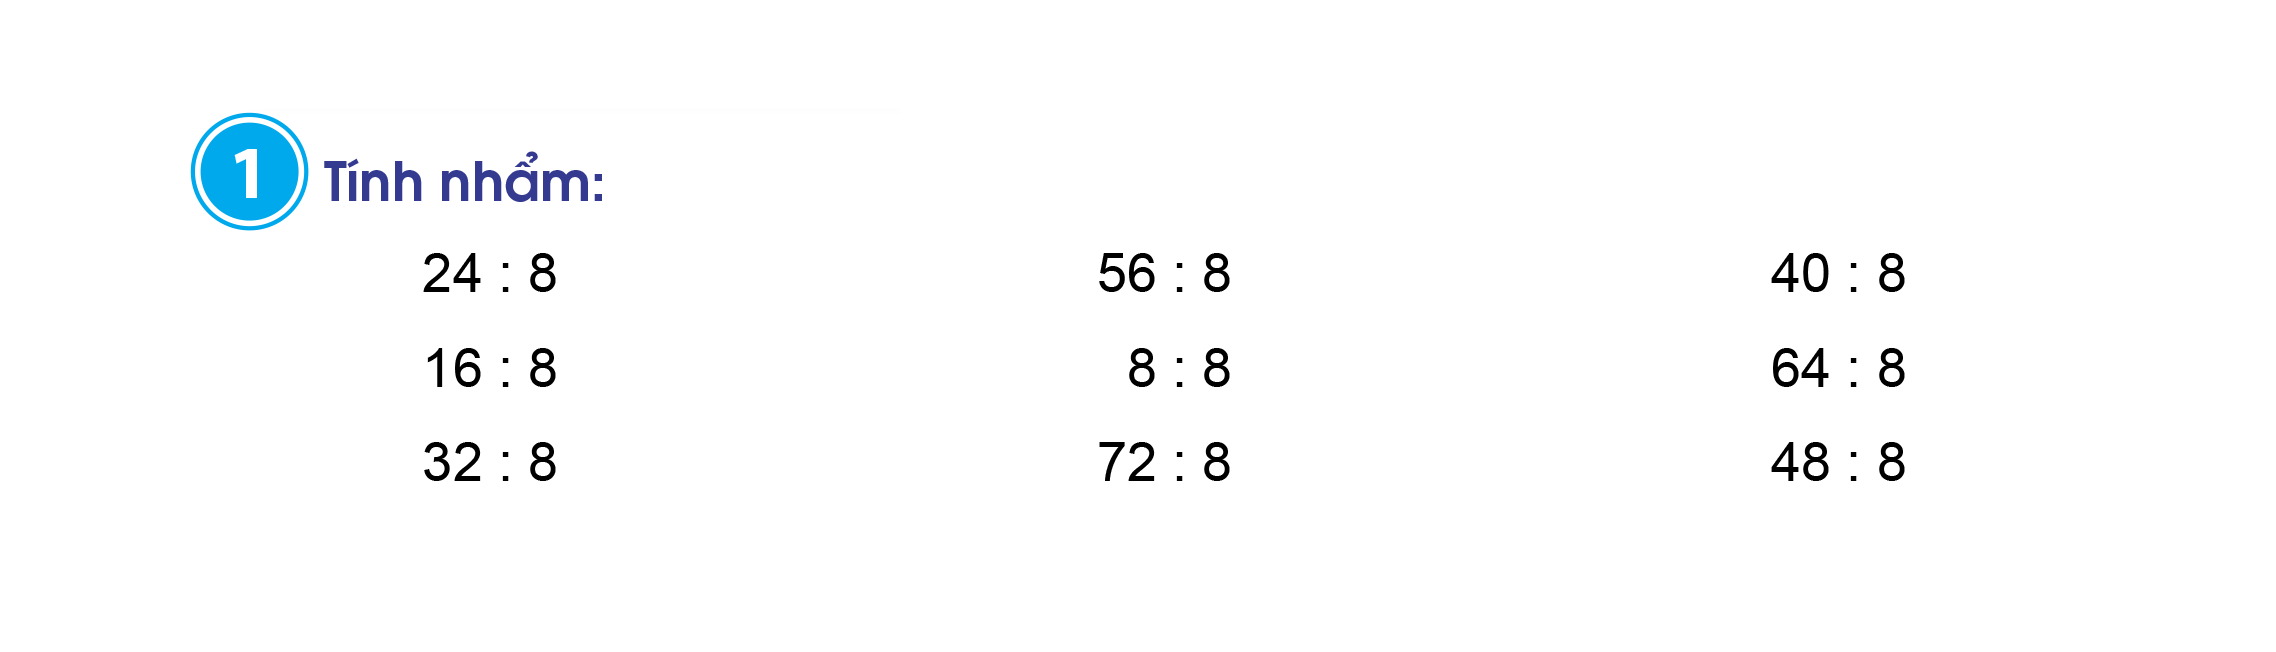 1 Tính nhẩm:
24 : 8 56 : 8 40 : 8
16 : 8 8 : 8 64 : 8
32 : 8 72 : 8 48 : 8